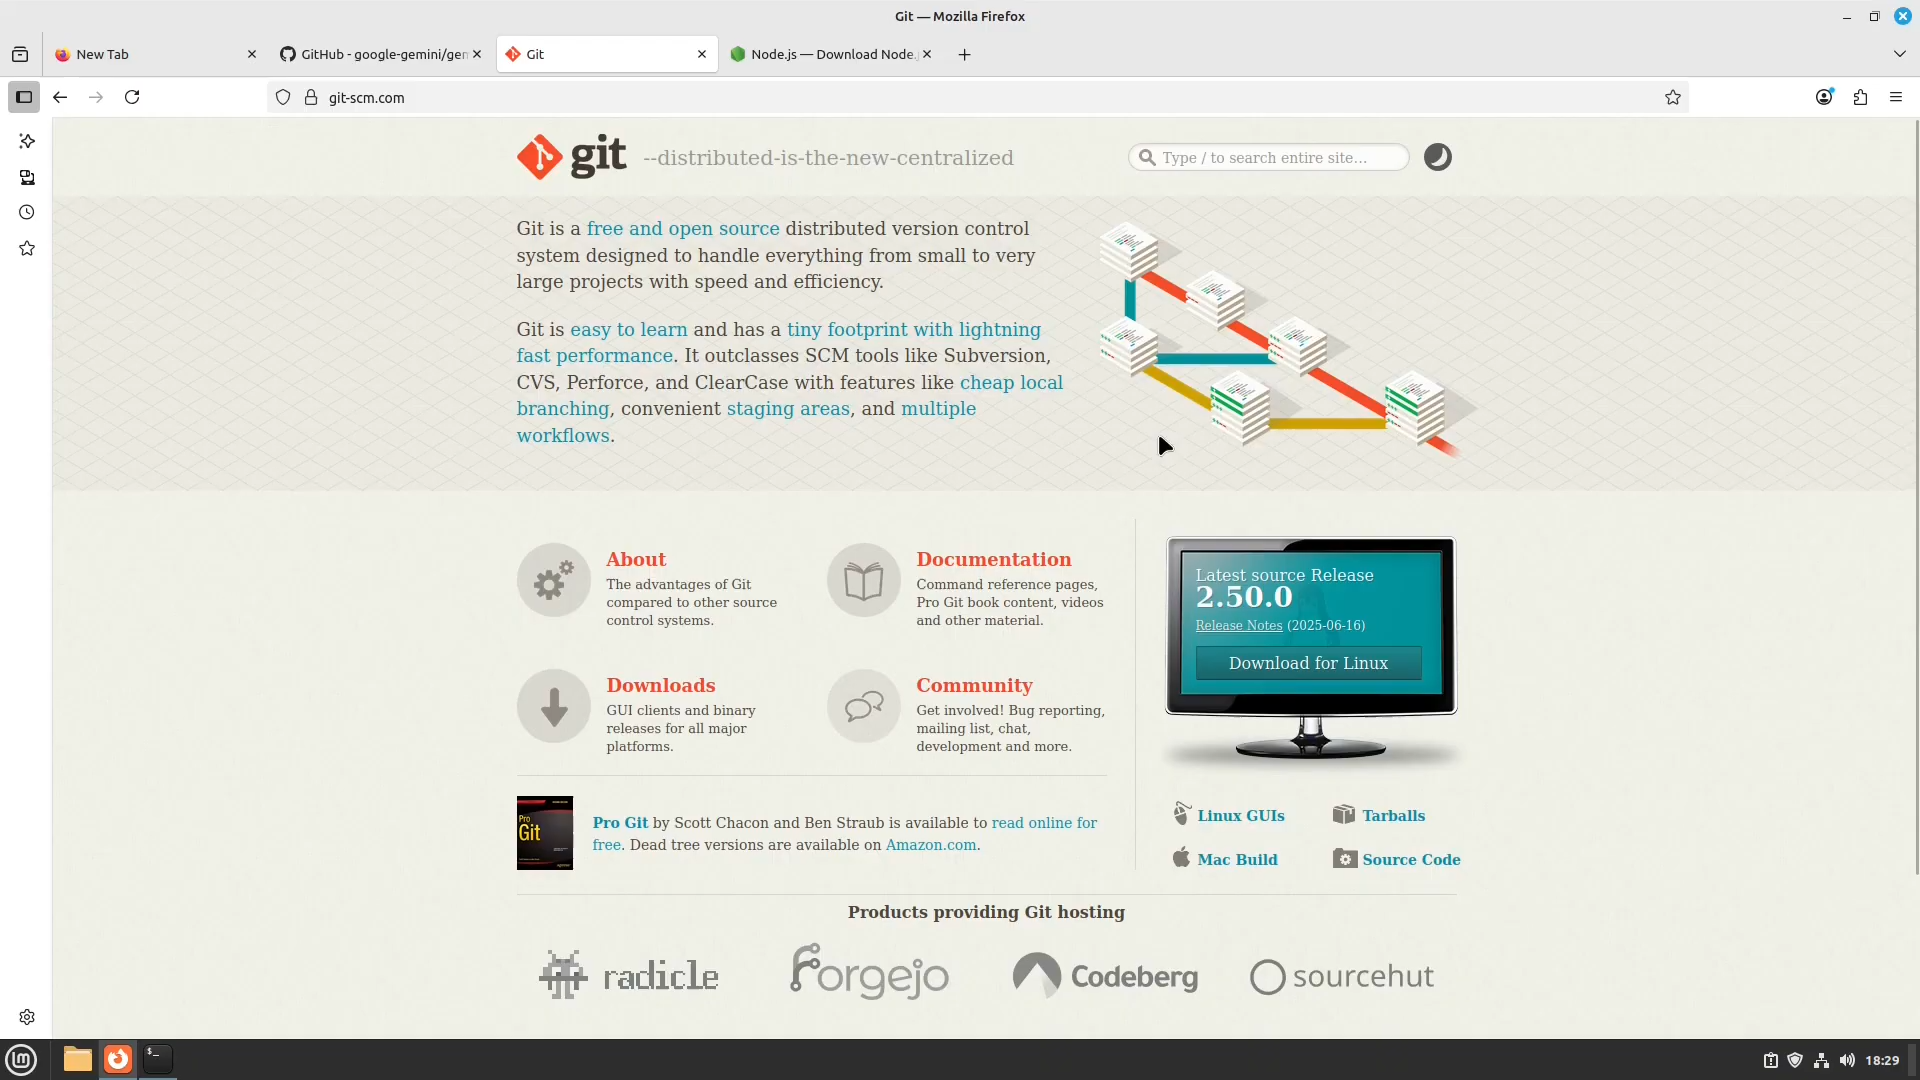 Git — Mozilla Firefox
New Tab
GitHub - google-gemini/gem
Git
Node.js — Download Node.
git-scm.com
git --distributed-is-the-new-centralized
Type / to search entire site…
Git is a free and open source distributed version control
system designed to handle everything from small to very
large projects with speed and efficiency.
Git is easy to learn and has a tiny footprint with lightning
fast performance. It outclasses SCM tools like Subversion,
CVS, Perforce, and ClearCase with features like cheap local
branching, convenient staging areas, and multiple
workflows.
About
The advantages of Git
compared to other source
control systems.
Documentation
Command reference pages,
Pro Git book content, videos
and other material.
Downloads
GUI clients and binary
releases for all major
platforms.
Community
Get involved! Bug reporting,
mailing list, chat,
development and more.
Latest source Release
2.50.0
Release Notes (2025-06-16)
Download for Linux
Pro
Git
Pro Git by Scott Chacon and Ben Straub is available to read online for
free. Dead tree versions are available on Amazon.com.
Linux GUIs
Tarballs
Mac Build
Source Code
Products providing Git hosting
radicle
Forgejo
Codeberg
sourcehut
18:29